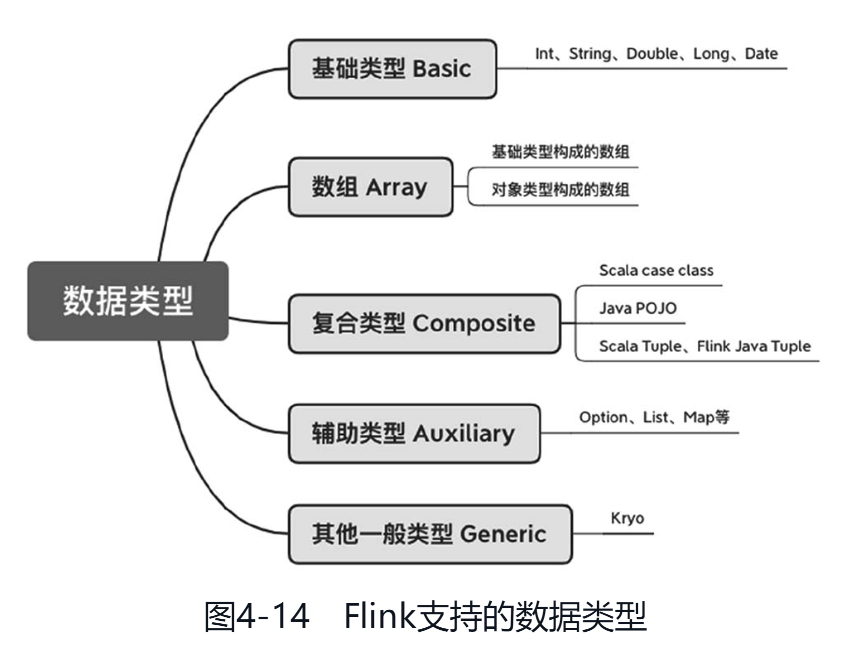 基础类型 Basic
Int、String、Double、Long、Date
数组 Array
基础类型构成的数组
对象类型构成的数组
数据类型
复合类型 Composite
Scala case class
Java POJO
Scala Tuple、Flink Java Tuple
辅助类型 Auxiliary
Option、List、Map等
其他一般类型 Generic
Kryo
图4-14 Flink支持的数据类型